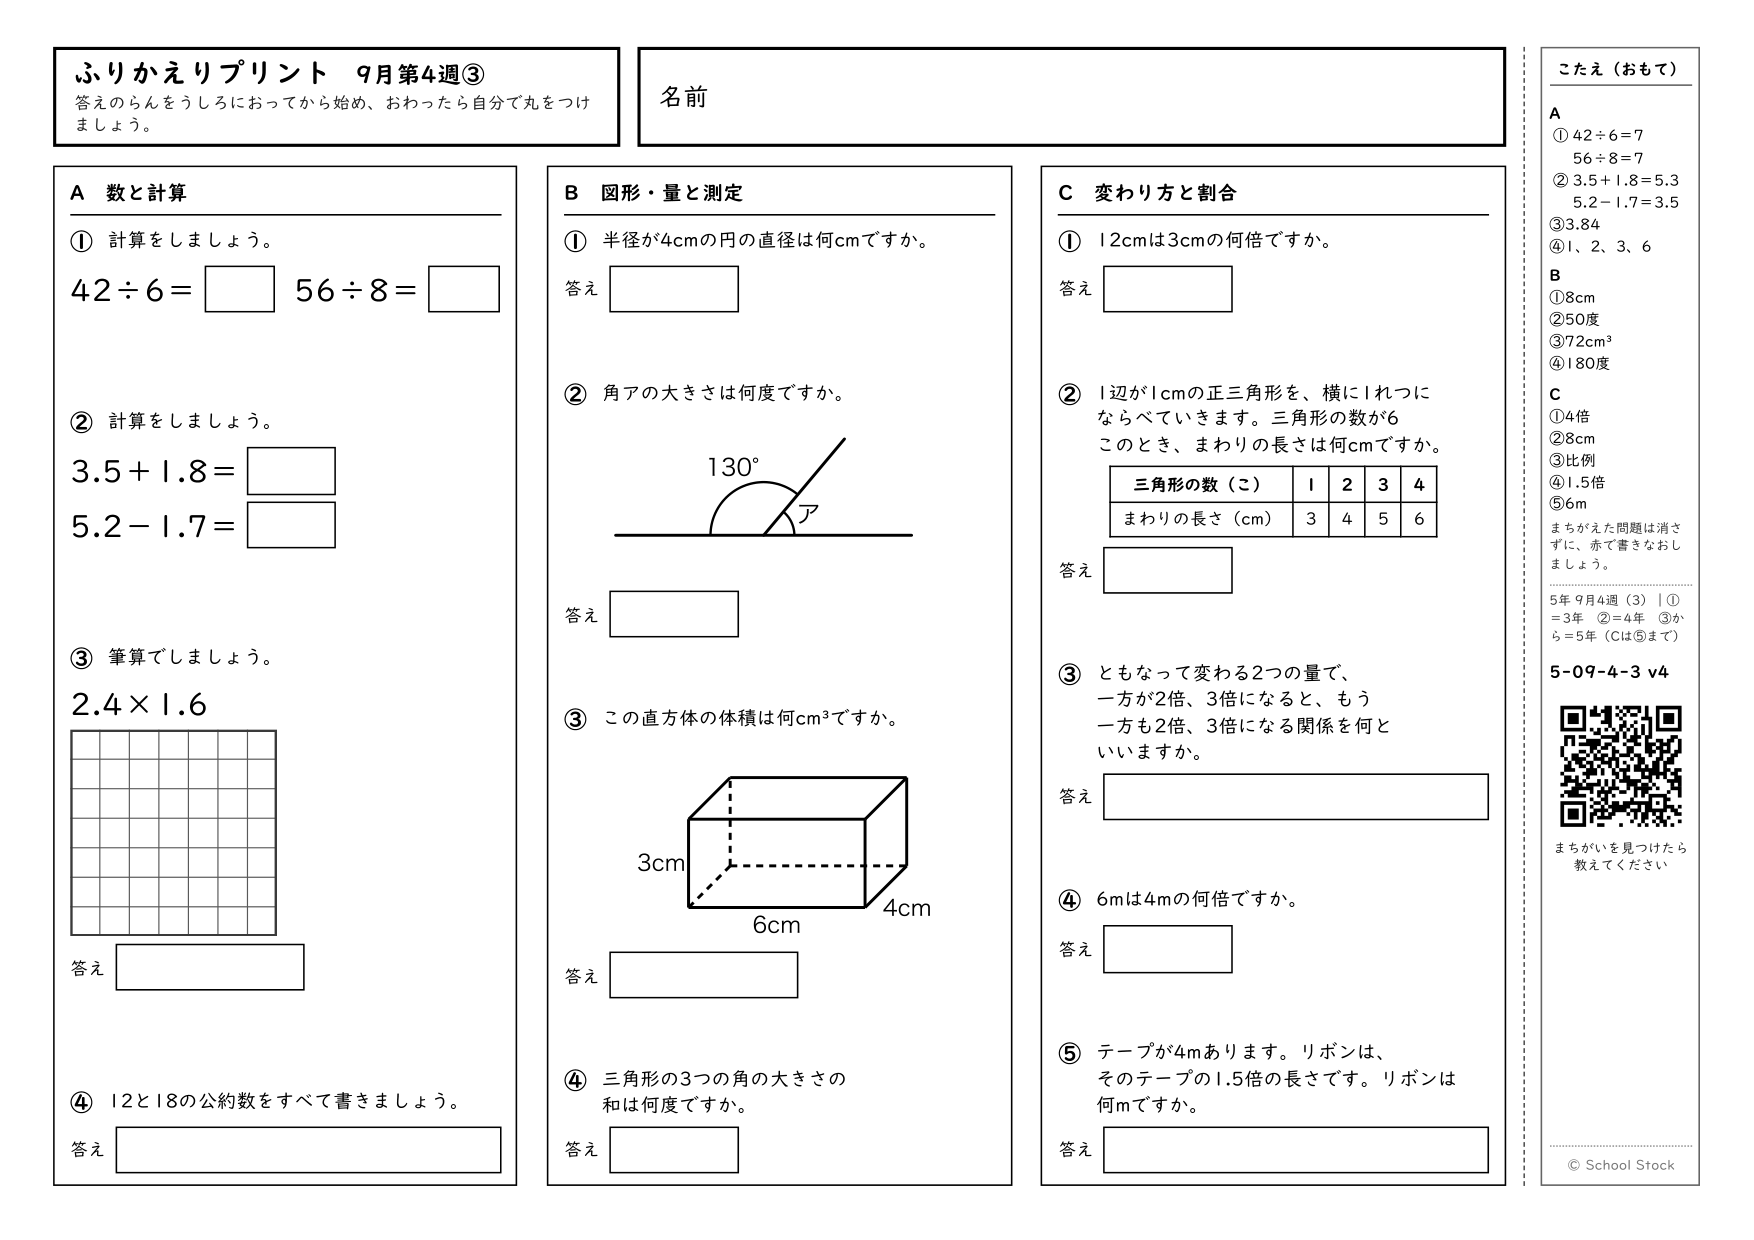 ふりかえりプリント　9月第4週③
答えのらんをうしろにおってから始め、おわったら自分で丸をつけ
ましょう。
名前
A　数と計算
① 計算をしましょう。
42÷6＝　56÷8＝
② 計算をしましょう。
3.5＋1.8＝
5.2－1.7＝
③ 筆算でしましょう。
2.4×1.6
答え
④ 12と18の公約数をすべて書きましょう。
答え
B　図形・量と測定
① 半径が4cmの円の直径は何cmですか。
答え
② 角アの大きさは何度ですか。
130°
ア
答え
③ この直方体の体積は何cm³ですか。
3cm
4cm
6cm
答え
④ 三角形の3つの角の大きさの
和は何度ですか。
答え
C　変わり方と割合
① 12cmは3cmの何倍ですか。
答え
② 1辺が1cmの正三角形を、横に1れつに
ならべていきます。三角形の数が6
このとき、まわりの長さは何cmですか。
三角形の数（こ） 1 2 3 4
まわりの長さ（cm） 3 4 5 6
答え
③ ともなって変わる2つの量で、
一方が2倍、3倍になると、もう
一方も2倍、3倍になる関係を何と
いいますか。
答え
④ 6mは4mの何倍ですか。
答え
⑤ テープが4mあります。リボンは、
そのテープの1.5倍の長さです。リボンは
何mですか。
答え
こたえ（おもて）
A
① 42÷6＝7
56÷8＝7
② 3.5＋1.8＝5.3
5.2－1.7＝3.5
③3.84
④1、2、3、6
B
①8cm
②50度
③72cm³
④180度
C
①4倍
②8cm
③比例
④1.5倍
⑤6m
まちがえた問題は消さ
ずに、赤で書きなおし
ましょう。
5年 9月4週（3）｜①
＝3年　②＝4年　③か
ら＝5年（Cは⑤まで）
5-09-4-3 v4
まちがいを見つけたら
教えてください
© School Stock